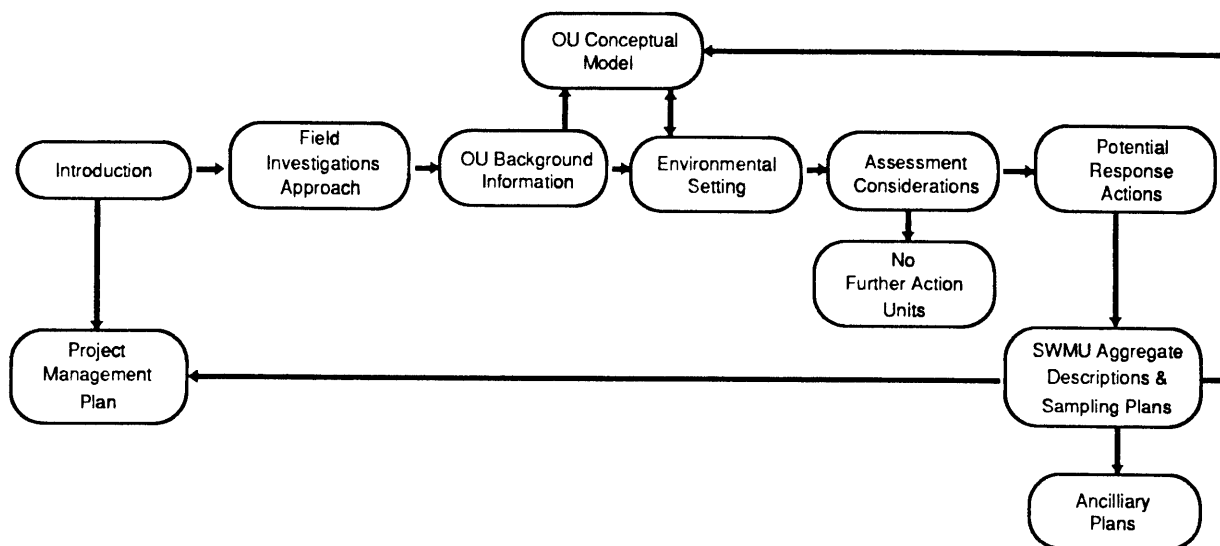 OU Conceptual
Model
Introduction
Field
Investigations
Approach
OU Background
Information
Environmental
Setting
Assessment
Considerations
Potential
Response
Actions
No
Further Action
Units
Project
Management
Plan
SWMU Aggregate
Descriptions &
Sampling Plans
Ancilliary
Plans